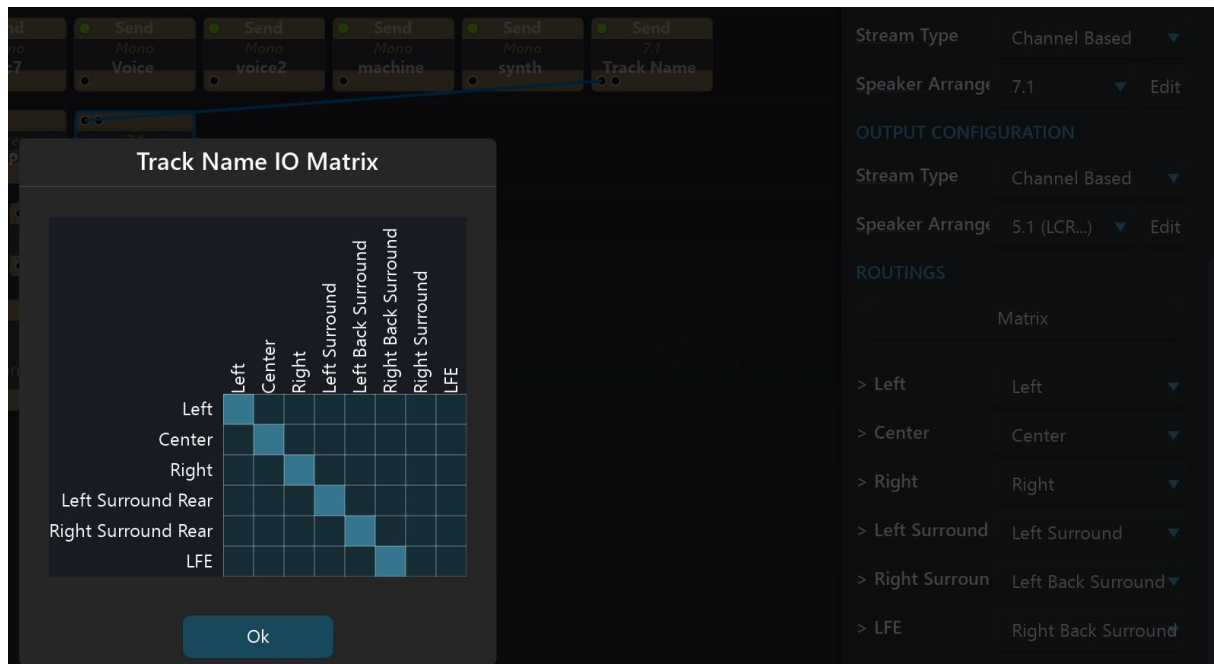 Send Send Send Send Send
Mono Mono Mono Mono 7.1
Voice voice2 machine synth Track Name
Stream Type Channel Based
Speaker Arrange 7.1 Edit
OUTPUT CONFIGURATION
Stream Type Channel Based
Speaker Arrange 5.1 (LCR...) Edit
ROUTINGS
Matrix
> Left Left
> Center Center
> Right Right
> Left Surround Left Surround
> Right Surroun Left Back Surround
> LFE Right Back Surround
Track Name IO Matrix
Left
Center
Right
Left Surround
Left Back Surround
Right Back Surround
Right Surround
LFE
Left
Center
Right
Left Surround Rear
Right Surround Rear
LFE
Ok